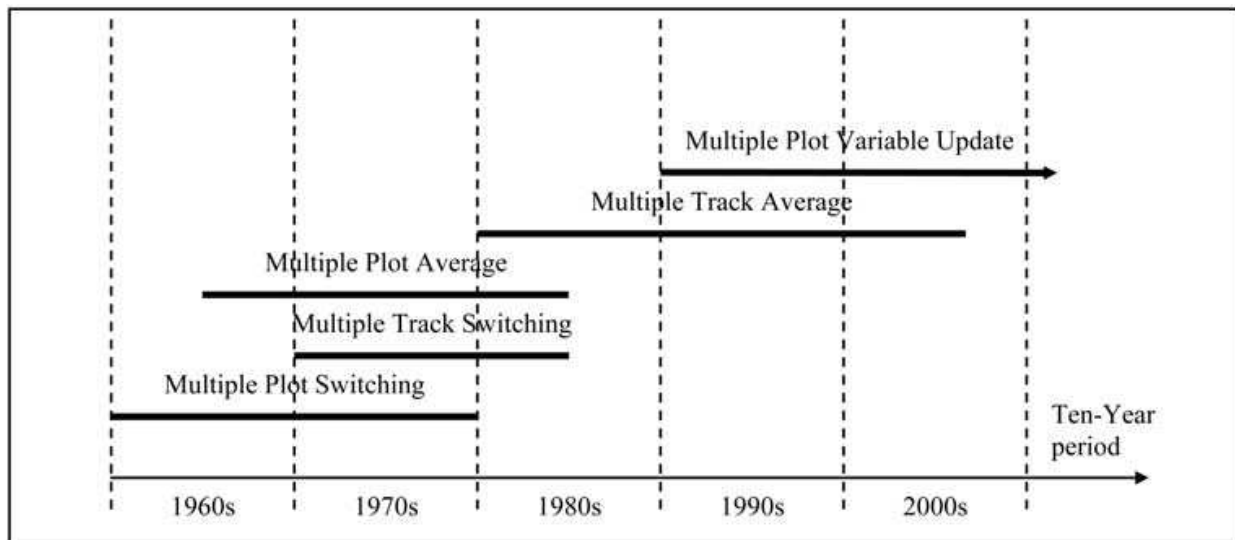 Multiple Plot Variable Update
Multiple Track Average
Multiple Plot Average
Multiple Track Switching
Multiple Plot Switching
Ten-Year
period
1960s 1970s 1980s 1990s 2000s